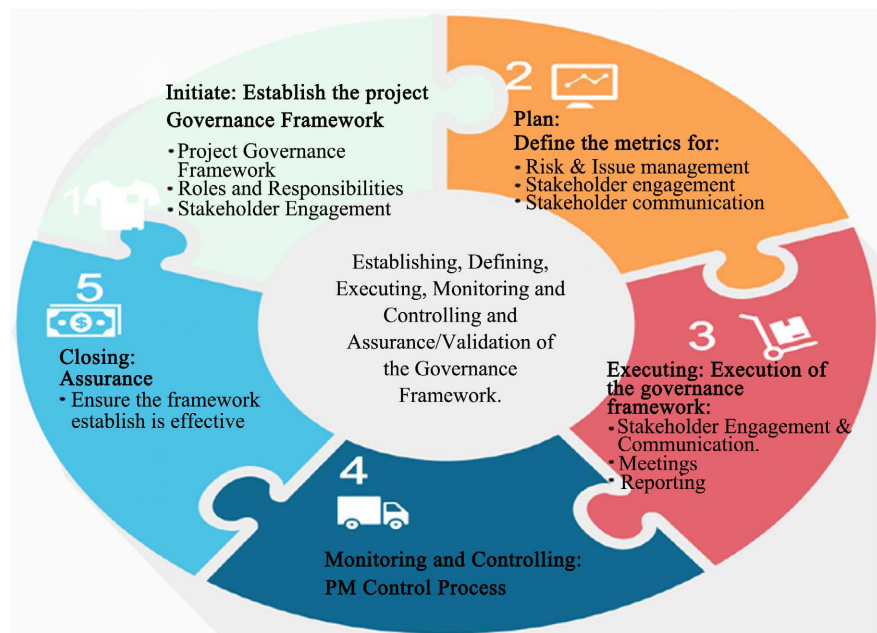 1
Initiate: Establish the project
Governance Framework
• Project Governance
Framework
• Roles and Responsibilities
• Stakeholder Engagement
2
Plan:
Define the metrics for:
• Risk & Issue management
• Stakeholder engagement
• Stakeholder communication
3
Executing: Execution of
the governance
framework:
• Stakeholder Engagement &
Communication.
• Meetings
• Reporting
4
Monitoring and Controlling:
PM Control Process
5
$
Closing:
Assurance
• Ensure the framework
establish is effective
Establishing, Defining,
Executing, Monitoring and
Controlling and
Assurance/Validation of
the Governance
Framework.